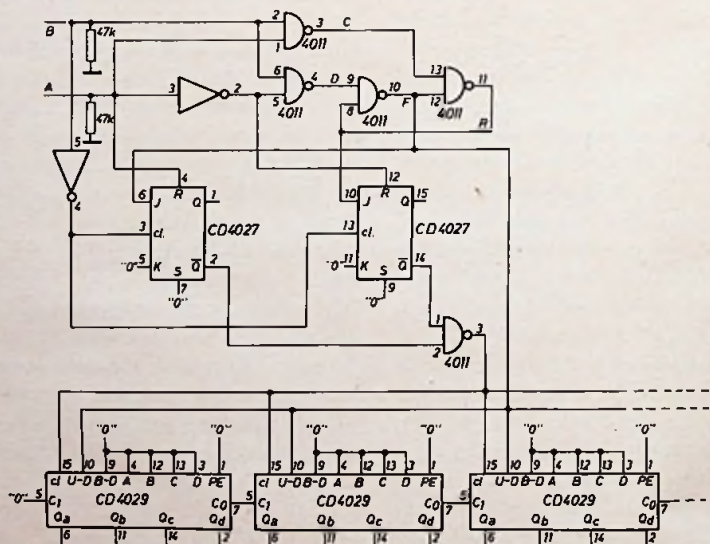 B 47k 2 1 3 C
4011
A 47k 3 2 6 5 4 D 9 8 10 F 13 12 11 R
4011 4011 4011
5
4
4 R 12 R
6 J Q 1 10 J Q 15
3 cl. CD4027 13 cl. CD4027
"0" 5 K S Q 2 11 K S Q 14
7 9
"0" "0"
1 2 3
4011
"0" "0" "0" "0" "0" "0"
15 10 9 4 12 13 3 1 15 10 9 4 12 13 3 1 15 10 9 4 12 13 3 1
cl U-D B-D A B C D PE cl U-D B-D A B C D PE cl U-D B-D A B C D PE
"0" 5 C1 CD4029 C0 7 5 C1 CD4029 C0 7 5 C1 CD4029 C0 7
Qa Qb Qc Qd Qa Qb Qc Qd Qa Qb Qc Qd
6 11 14 2 6 11 14 2 6 11 14 2